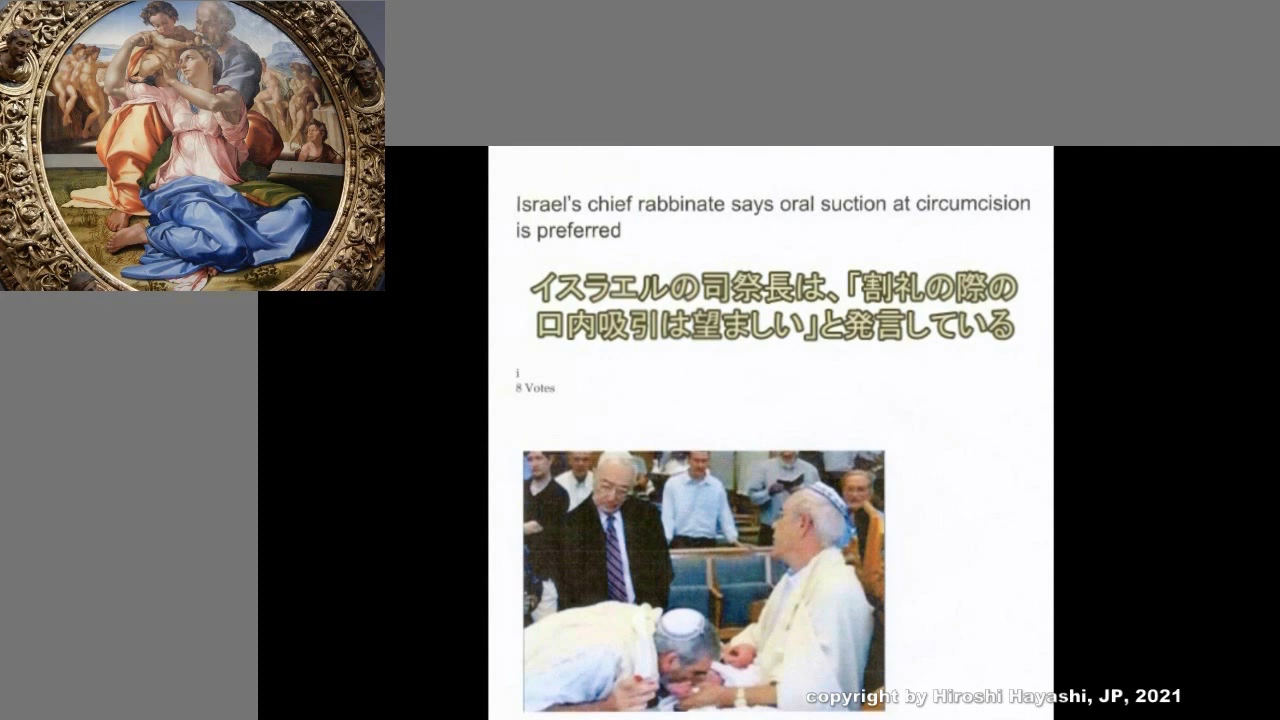 Israel's chief rabbinate says oral suction at circumcision
is preferred
イスラエルの司祭長は、「割礼の際の
口内吸引は望ましい」と発言している
i
8 Votes
copyright by Hiroshi Hayashi, JP, 2021